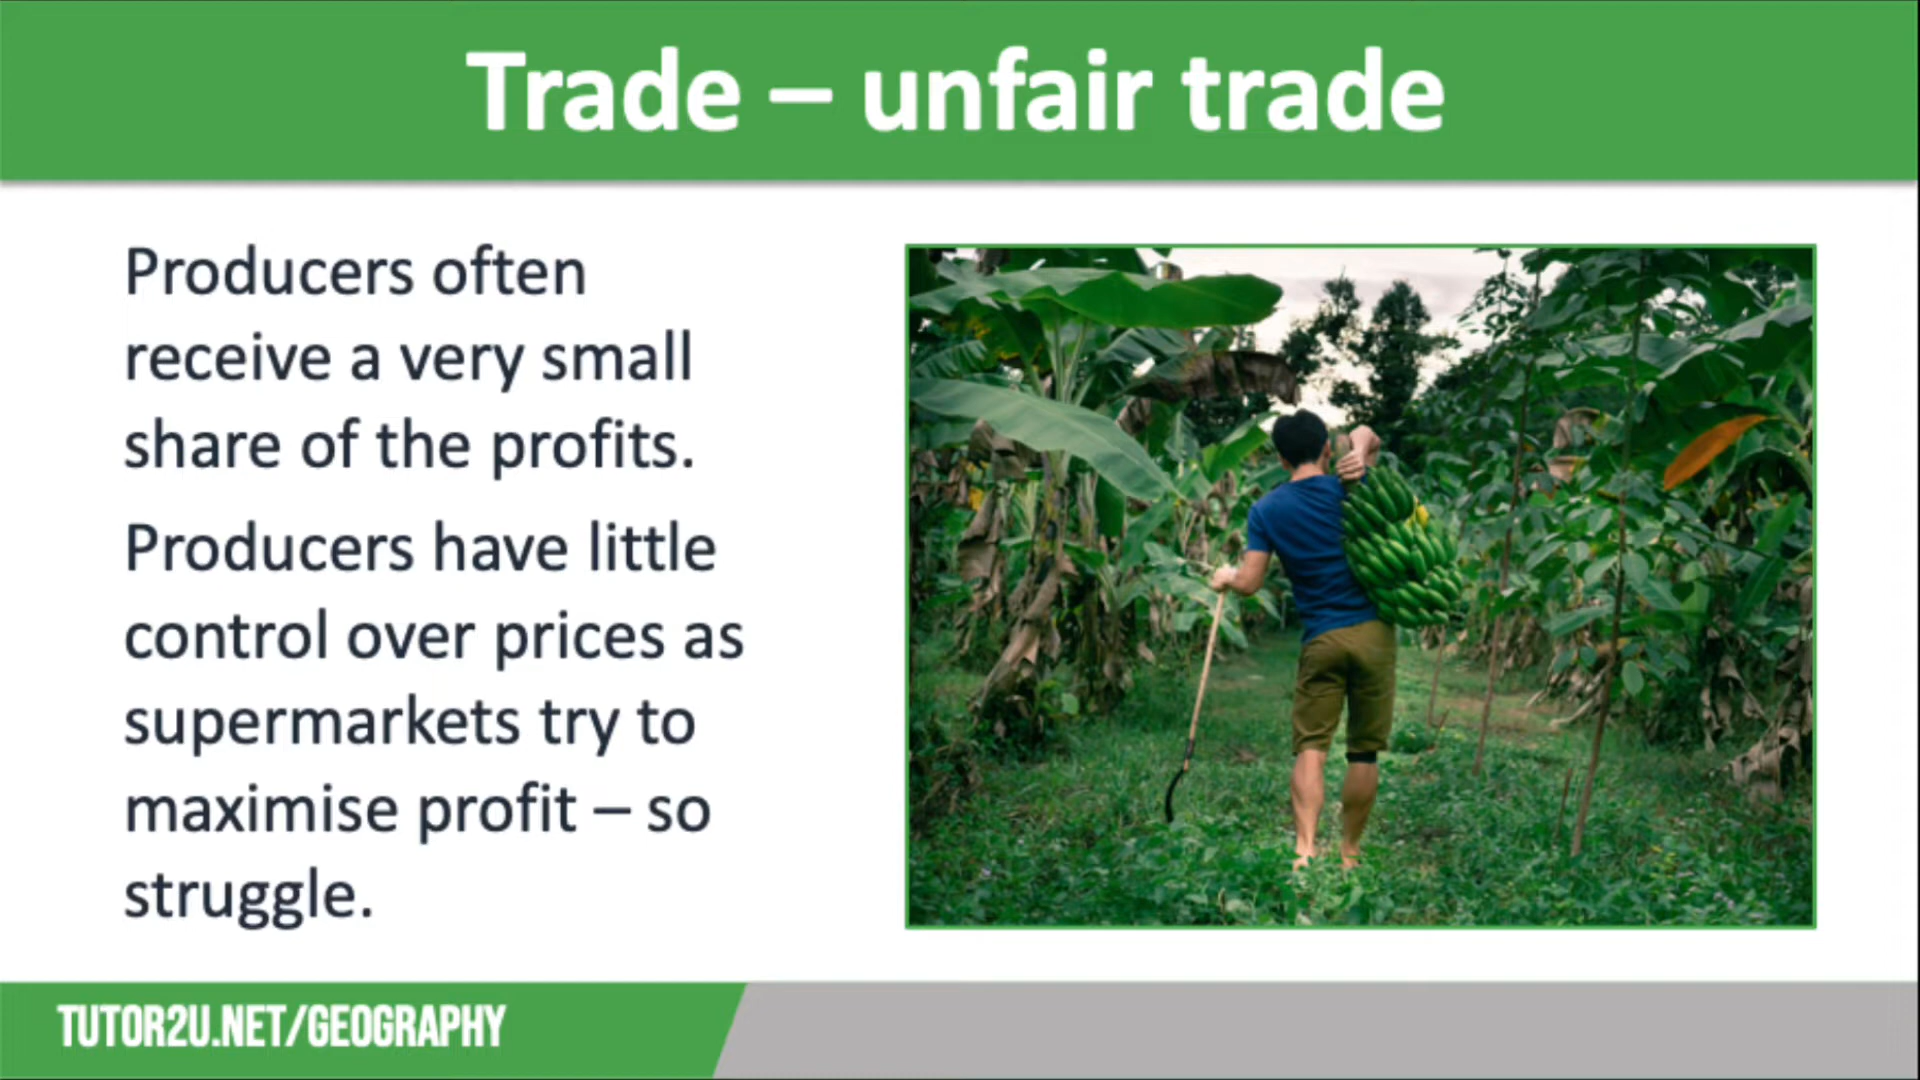 Trade – unfair trade
Producers often
receive a very small
share of the profits.
Producers have little
control over prices as
supermarkets try to
maximise profit – so
struggle.
TUTOR2U.NET/GEOGRAPHY